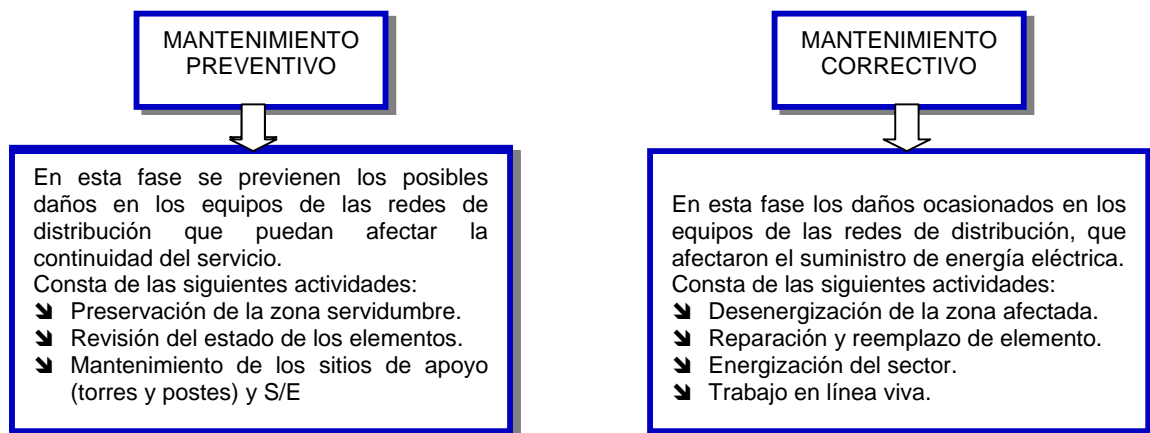 MANTENIMIENTO
PREVENTIVO
En esta fase se previenen los posibles
daños en los equipos de las redes de
distribución que puedan afectar la
continuidad del servicio.
Consta de las siguientes actividades:
Preservación de la zona servidumbre.
Revisión del estado de los elementos.
Mantenimiento de los sitios de apoyo
(torres y postes) y S/E
MANTENIMIENTO
CORRECTIVO
En esta fase los daños ocasionados en los
equipos de las redes de distribución, que
afectaron el suministro de energía eléctrica.
Consta de las siguientes actividades:
Desenergización de la zona afectada.
Reparación y reemplazo de elemento.
Energización del sector.
Trabajo en línea viva.